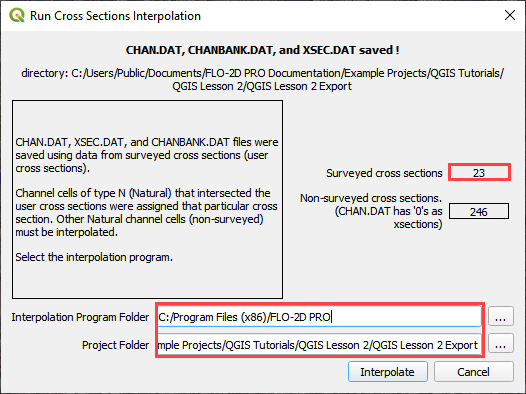 Run Cross Sections Interpolation
CHAN.DAT, CHANBANK.DAT, and XSEC.DAT saved !
directory: C:/Users/Public/Documents/FLO-2D PRO Documentation/Example Projects/QGIS Tutorials/
QGIS Lesson 2/QGIS Lesson 2 Export
CHAN.DAT, XSEC.DAT, and CHANBANK.DAT files were
saved using data from surveyed cross sections (user
cross sections).
Channel cells of type N (Natural) that intersected the
user cross sections were assigned that particular cross
section. Other Natural channel cells (non-surveyed)
must be interpolated.
Select the interpolation program.
Surveyed cross sections 23
Non-surveyed cross sections.
(CHAN.DAT has '0's as 246
xsections)
Interpolation Program Folder C:/Program Files (x86)/FLO-2D PRO ...
Project Folder mple Projects/QGIS Tutorials/QGIS Lesson 2/QGIS Lesson 2 Export ...
Interpolate Cancel